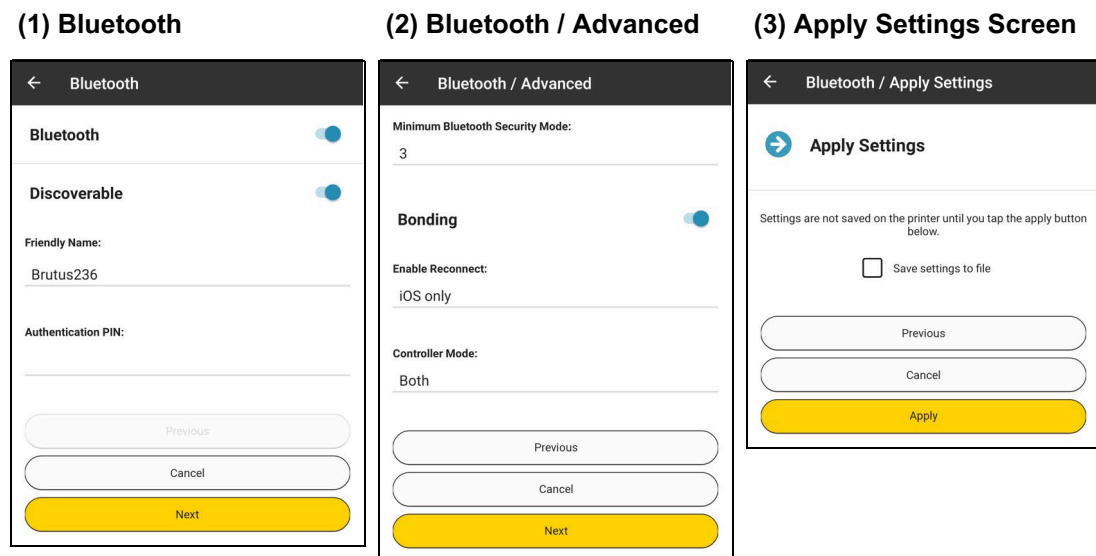 (1) Bluetooth
Bluetooth
Bluetooth
Discoverable
Friendly Name:
Brutus236
Authentication PIN:
Previous
Cancel
Next
(2) Bluetooth / Advanced
Bluetooth / Advanced
Minimum Bluetooth Security Mode:
3
Bonding
Enable Reconnect:
iOS only
Controller Mode:
Both
Previous
Cancel
Next
(3) Apply Settings Screen
Bluetooth / Apply Settings
Apply Settings
Settings are not saved on the printer until you tap the apply button
below.
Save settings to file
Previous
Cancel
Apply